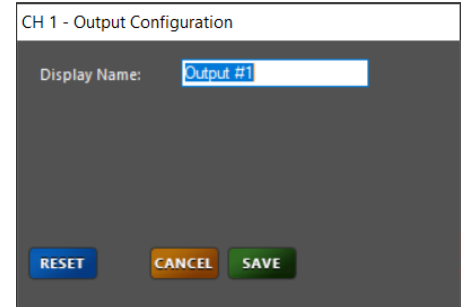 CH 1 - Output Configuration
Display Name: Output #1
RESET CANCEL SAVE